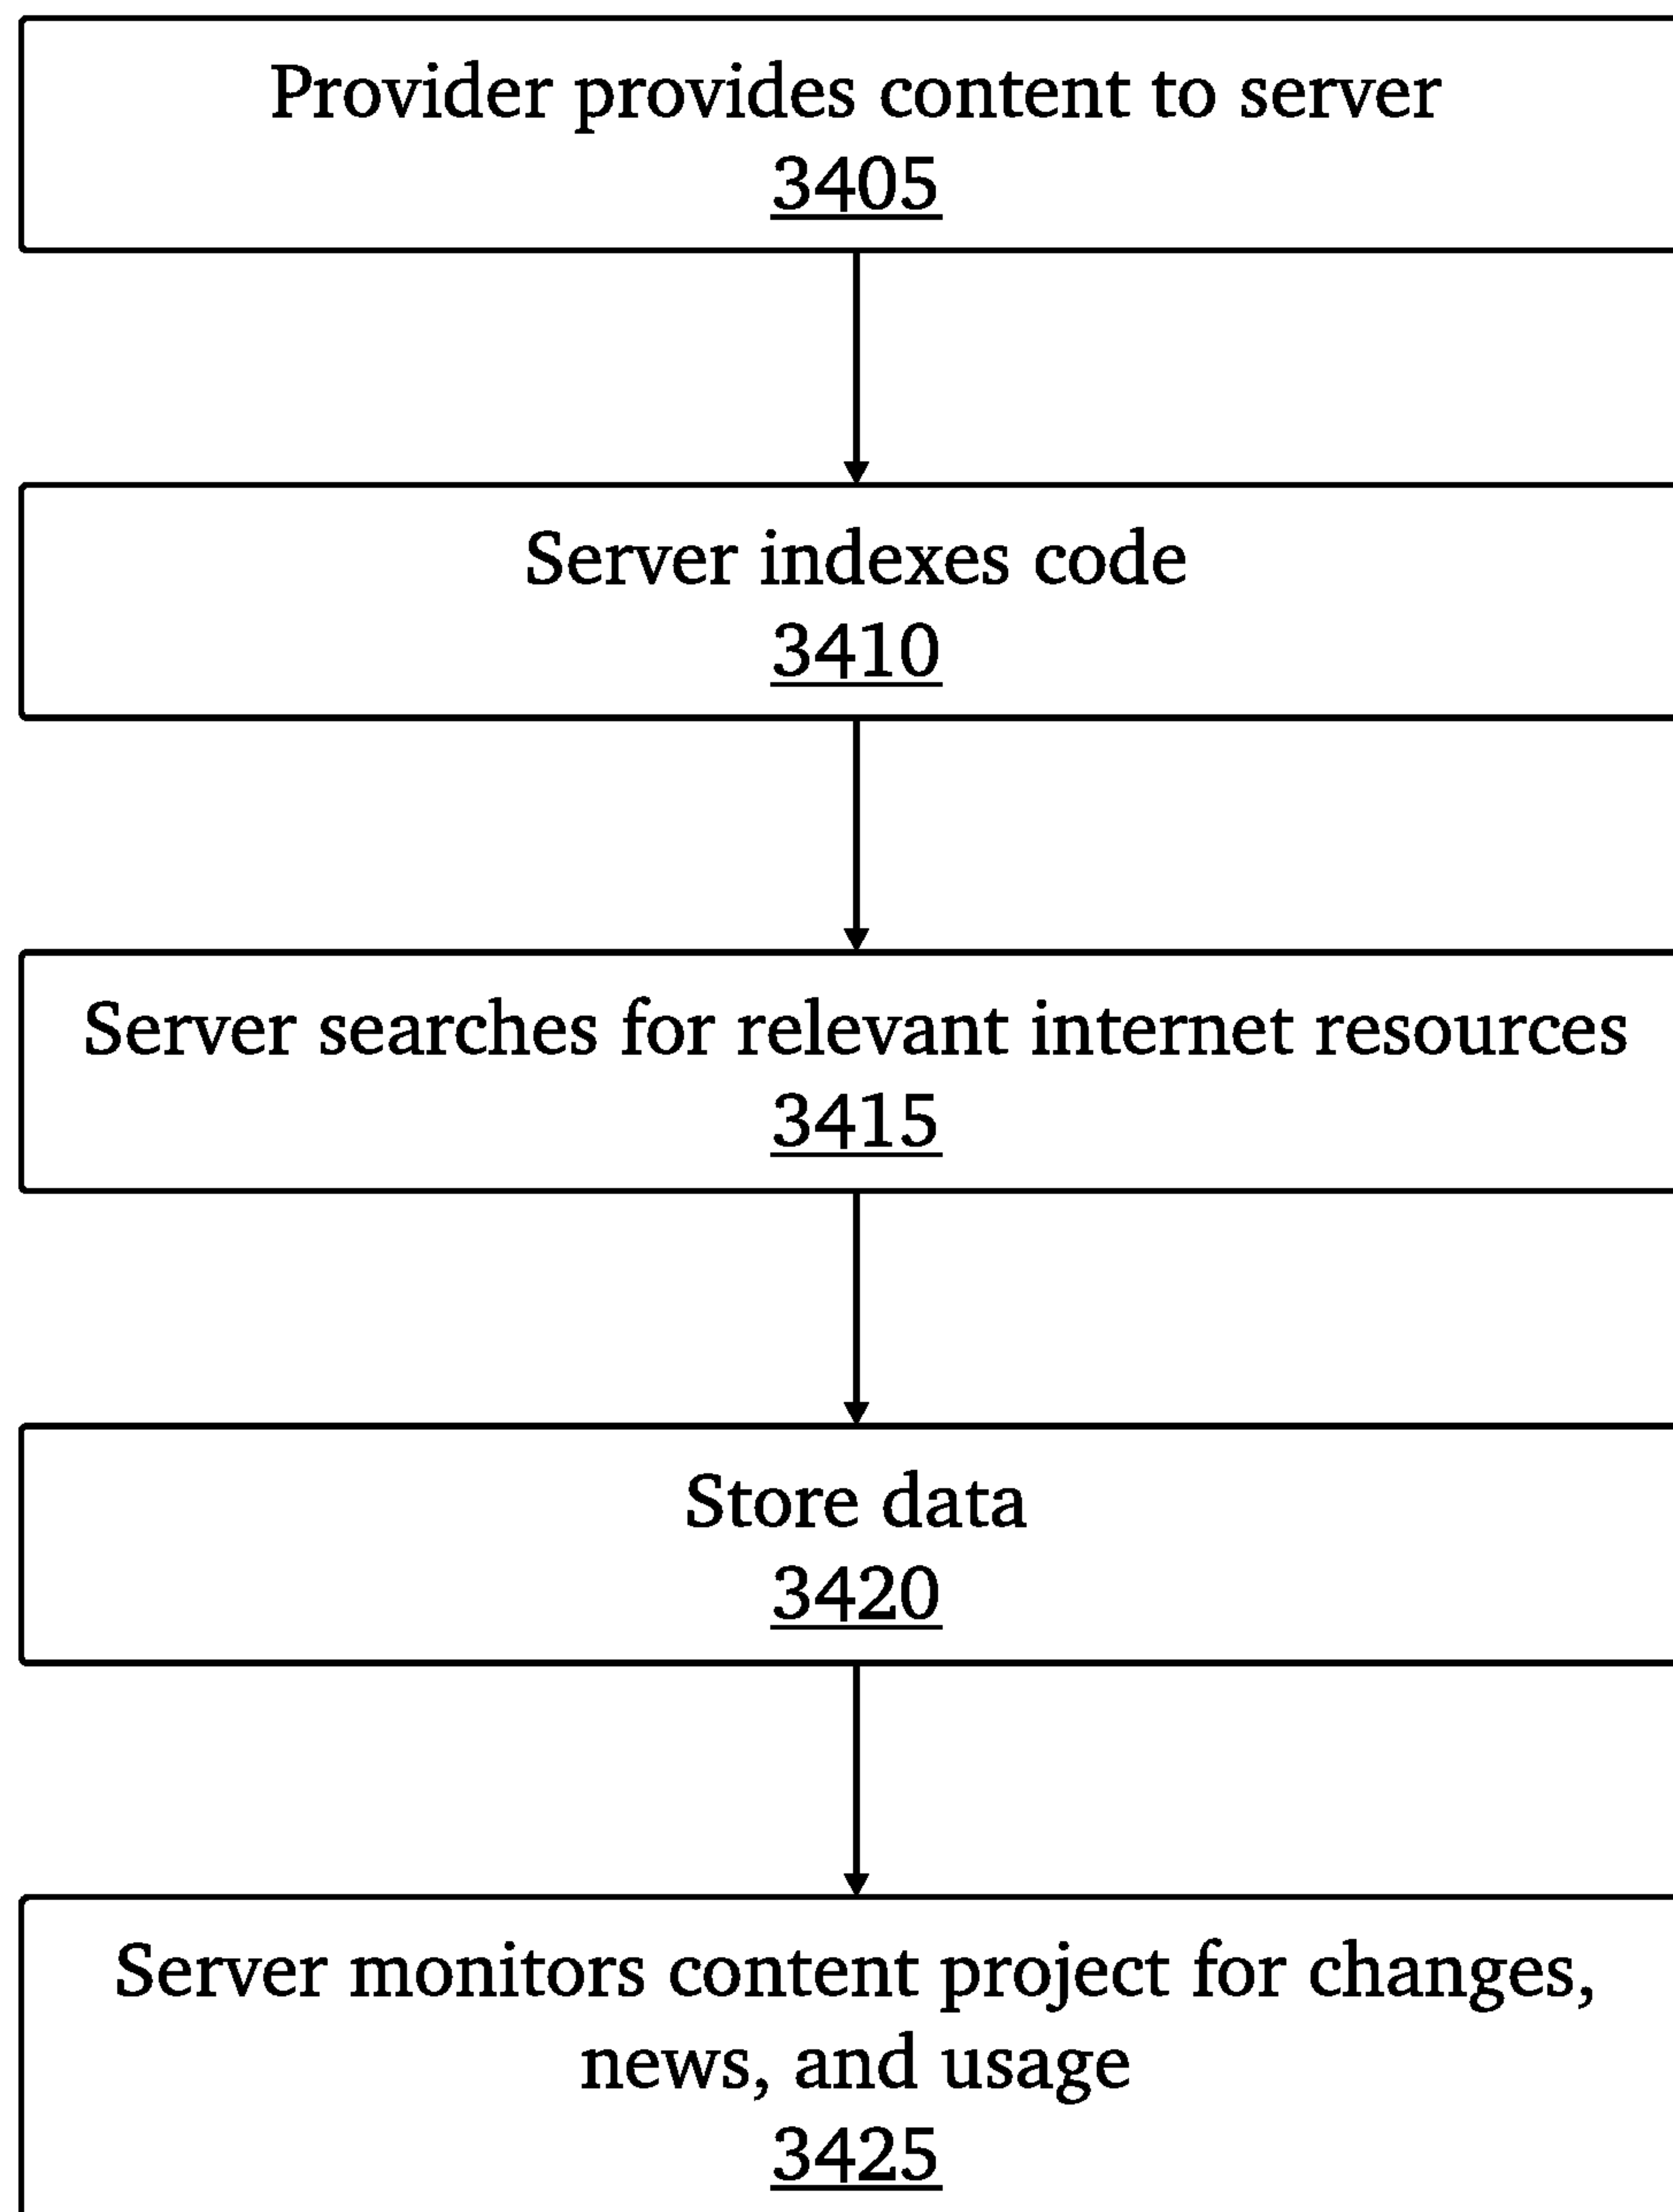 Provider provides content to server
3405
Server indexes code
3410
Server searches for relevant internet resources
3415
Store data
3420
Server monitors content project for changes,
news, and usage
3425